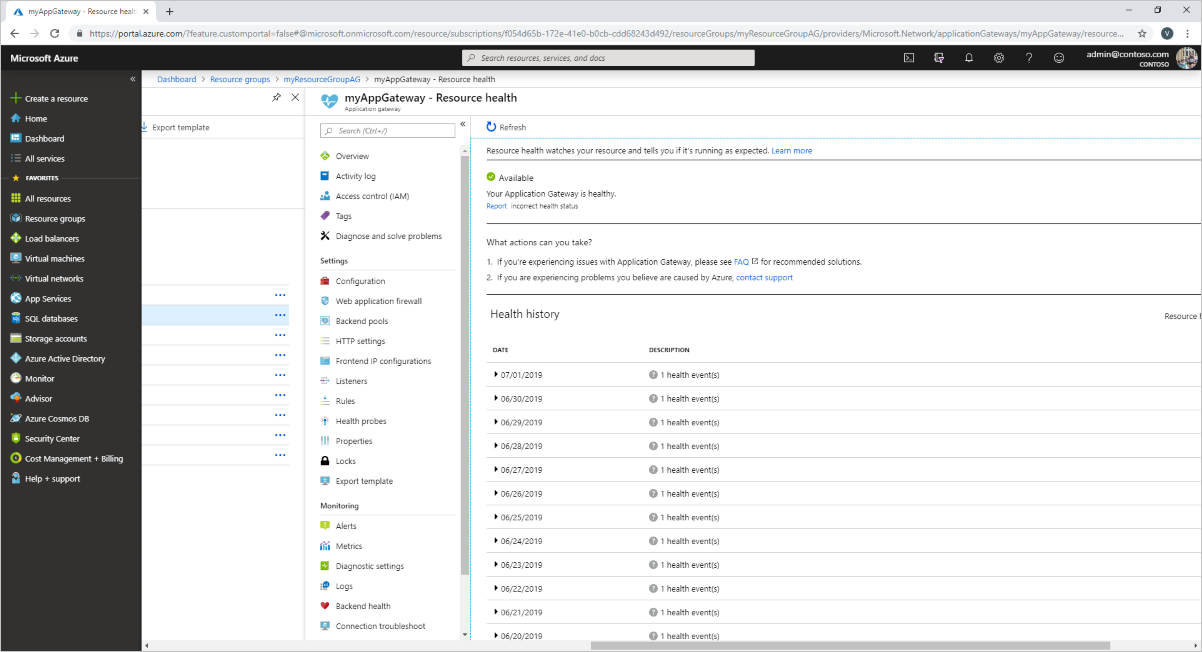 myAppGateway - Resource health
https://portal.azure.com/?feature.customportal=false#@microsoft.onmicrosoft.com/resource/subscriptions/f054d65b-172e-41e0-b0cb-cdd68243d492/resourceGroups/myResourceGroupAG/providers/Microsoft.Network/applicationGateways/myAppGateway/resource...
V
Microsoft Azure
Search resources, services, and docs
admin@contoso.com
CONTOSO
Dashboard > Resource groups > myResourceGroupAG > myAppGateway - Resource health
Create a resource
Home
Dashboard
All services
FAVORITES
All resources
Resource groups
Load balancers
Virtual machines
Virtual networks
App Services
SQL databases
Storage accounts
Azure Active Directory
Monitor
Advisor
Azure Cosmos DB
Security Center
Cost Management + Billing
Help + support
Export template
myAppGateway - Resource health
Application gateway
Search (Ctrl+/)
Overview
Activity log
Access control (IAM)
Tags
Diagnose and solve problems
Settings
Configuration
Web application firewall
Backend pools
HTTP settings
Frontend IP configurations
Listeners
Rules
Health probes
Properties
Locks
Export template
Monitoring
Alerts
Metrics
Diagnostic settings
Logs
Backend health
Connection troubleshoot
Refresh
Resource health watches your resource and tells you if it's running as expected. Learn more
Available
Your Application Gateway is healthy.
Report incorrect health status
What actions can you take?
1. If you're experiencing issues with Application Gateway, please see FAQ for recommended solutions.
2. If you are experiencing problems you believe are caused by Azure, contact support
Health history
Resource h
DATE DESCRIPTION
07/01/2019 1 health event(s)
06/30/2019 1 health event(s)
06/29/2019 1 health event(s)
06/28/2019 1 health event(s)
06/27/2019 1 health event(s)
06/26/2019 1 health event(s)
06/25/2019 1 health event(s)
06/24/2019 1 health event(s)
06/23/2019 1 health event(s)
06/22/2019 1 health event(s)
06/21/2019 1 health event(s)
06/20/2019 1 health event(s)